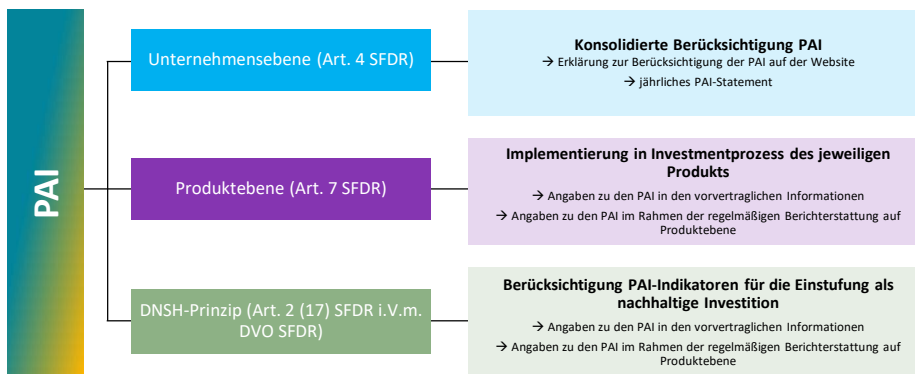 PAI
Unternehmensebene (Art. 4 SFDR)
Konsolidierte Berücksichtigung PAI
→ Erklärung zur Berücksichtigung der PAI auf der Website
→ jährliches PAI-Statement
Produktebene (Art. 7 SFDR)
Implementierung in Investmentprozess des jeweiligen
Produkts
→ Angaben zu den PAI in den vorvertraglichen Informationen
→ Angaben zu den PAI im Rahmen der regelmäßigen Berichterstattung auf
Produktebene
DNSH-Prinzip (Art. 2 (17) SFDR i.V.m.
DVO SFDR)
Berücksichtigung PAI-Indikatoren für die Einstufung als
nachhaltige Investition
→ Angaben zu den PAI in den vorvertraglichen Informationen
→ Angaben zu den PAI im Rahmen der regelmäßigen Berichterstattung auf
Produktebene